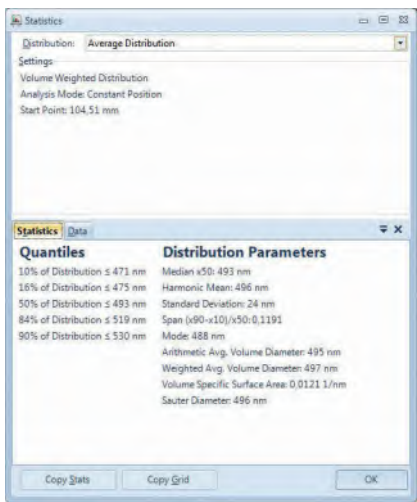 Statistics
Distribution: Average Distribution
Settings
Volume Weighted Distribution
Analysis Mode: Constant Position
Start Point: 104,51 mm
Statistics Data
Quantiles
10% of Distribution ≤ 471 nm
16% of Distribution ≤ 475 nm
50% of Distribution ≤ 493 nm
84% of Distribution ≤ 519 nm
90% of Distribution ≤ 530 nm
Distribution Parameters
Median x50: 493 nm
Harmonic Mean: 496 nm
Standard Deviation: 24 nm
Span (x90-x10)/x50: 0,1191
Mode: 488 nm
Arithmetic Avg. Volume Diameter: 495 nm
Weighted Avg. Volume Diameter: 497 nm
Volume Specific Surface Area: 0,0121 1/nm
Sauter Diameter: 496 nm
Copy Stats Copy Grid OK